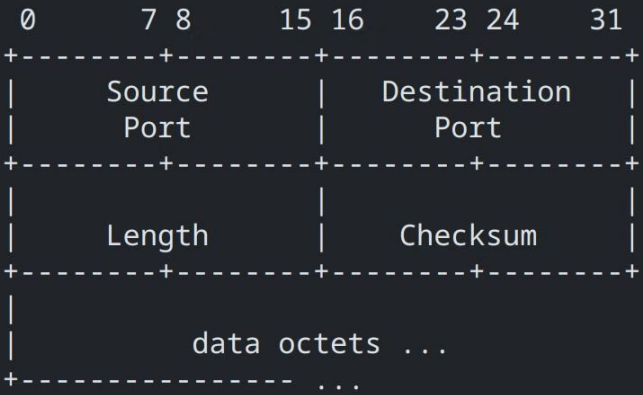 0      7 8     15 16    23 24    31
+--------+--------+--------+--------+
|     Source      |   Destination   |
|      Port       |      Port       |
+--------+--------+--------+--------+
|                 |                 |
|     Length      |    Checksum     |
+--------+--------+--------+--------+
|
|          data octets ...
+---------------- ...